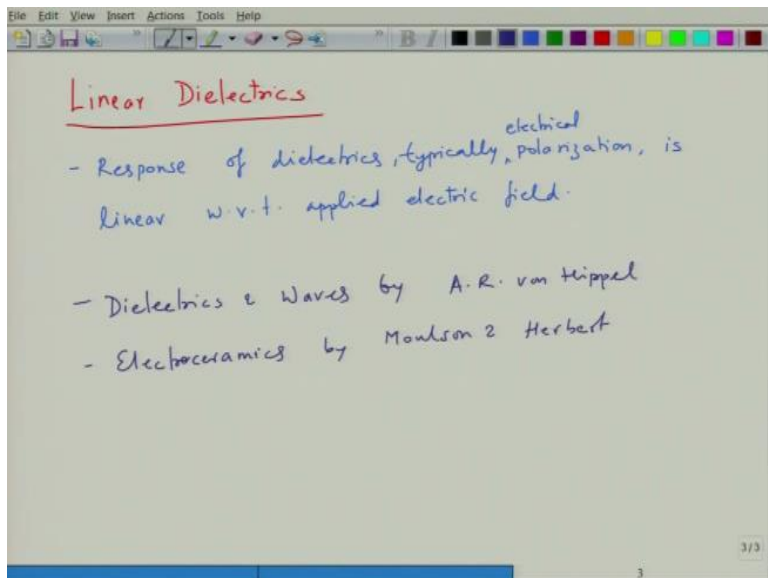 File Edit View Insert Actions Tools Help
Linear Dielectrics
- Response of dielectrics, typically, electrical polarization, is
linear w.r.t. applied electric field.
- Dielectrics & Waves by A. R. von Hippel
- Electroceramics by Moulson & Herbert
3/3
3